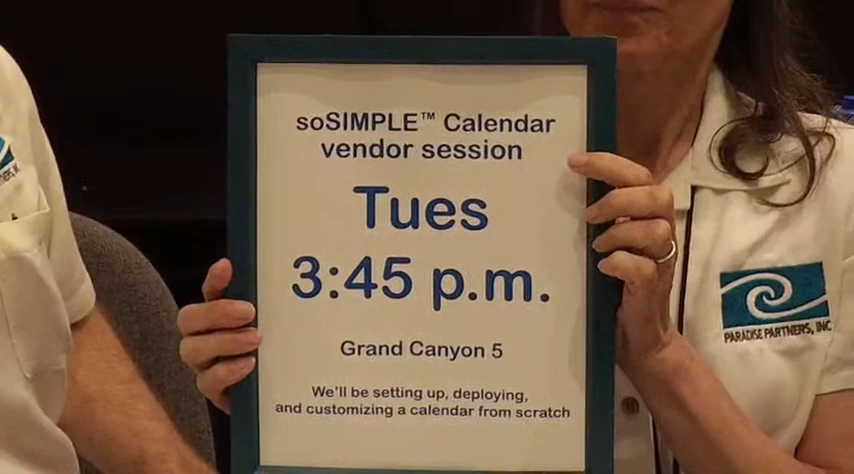 soSIMPLE™ Calendar
vendor session
Tues
3:45 p.m.
Grand Canyon 5
We'll be setting up, deploying,
and customizing a calendar from scratch
PARADISE PARTNERS, INC